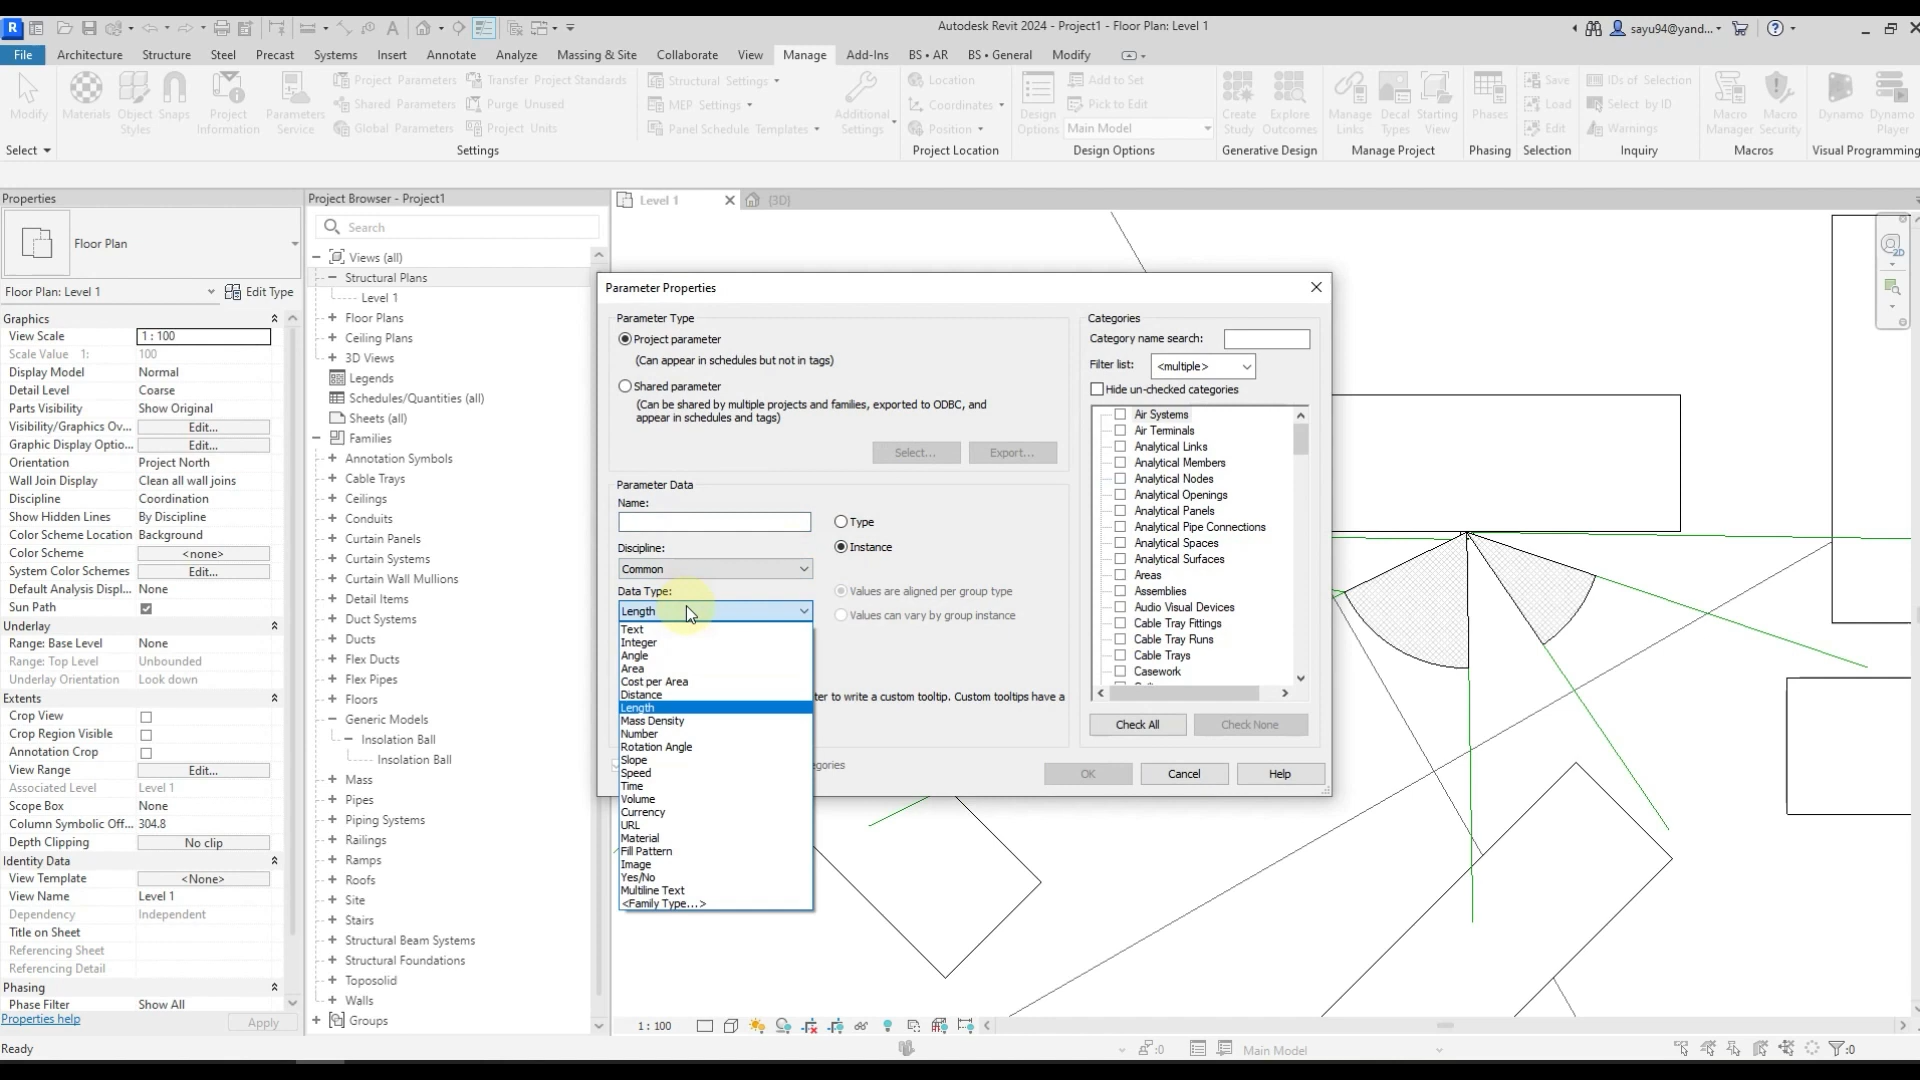 Autodesk Revit 2024 - Project1 - Floor Plan: Level 1
sayu94@yand...
File Architecture Structure Steel Precast Systems Insert Annotate Analyze Massing & Site Collaborate View Manage Add-Ins BS • AR BS • General Modify
Modify
Materials
Object Styles
Snaps
Project Information
Parameters Service
Project Parameters
Shared Parameters
Global Parameters
Transfer Project Standards
Purge Unused
Project Units
Structural Settings
MEP Settings
Panel Schedule Templates
Additional Settings
Location
Coordinates
Position
Design Options
Add to Set
Pick to Edit
Main Model
Create Study
Explore Outcomes
Manage Links
Decal Types
Starting View
Phases
Save
Load
Edit
IDs of Selection
Select by ID
Warnings
Macro Manager
Macro Security
Dynamo
Dynamo Player
Select
Settings
Project Location
Design Options
Generative Design
Manage Project
Phasing
Selection
Inquiry
Macros
Visual Programming
Properties
Floor Plan
Floor Plan: Level 1
Edit Type
Graphics
View Scale 1 : 100
Scale Value 1: 100
Display Model Normal
Detail Level Coarse
Parts Visibility Show Original
Visibility/Graphics Ov... Edit...
Graphic Display Optio... Edit...
Orientation Project North
Wall Join Display Clean all wall joins
Discipline Coordination
Show Hidden Lines By Discipline
Color Scheme Location Background
Color Scheme <none>
System Color Schemes Edit...
Default Analysis Displ... None
Sun Path
Underlay
Range: Base Level None
Range: Top Level Unbounded
Underlay Orientation Look down
Extents
Crop View
Crop Region Visible
Annotation Crop
View Range Edit...
Associated Level Level 1
Scope Box None
Column Symbolic Off... 304.8
Depth Clipping No clip
Identity Data
View Template <None>
View Name Level 1
Dependency Independent
Title on Sheet
Referencing Sheet
Referencing Detail
Phasing
Phase Filter Show All
Properties help
Apply
Project Browser - Project1
Search
Views (all)
Structural Plans
Level 1
Floor Plans
Ceiling Plans
3D Views
Legends
Schedules/Quantities (all)
Sheets (all)
Families
Annotation Symbols
Cable Trays
Ceilings
Conduits
Curtain Panels
Curtain Systems
Curtain Wall Mullions
Detail Items
Duct Systems
Ducts
Flex Ducts
Flex Pipes
Floors
Generic Models
Insolation Ball
Insolation Ball
Mass
Pipes
Piping Systems
Railings
Ramps
Roofs
Site
Stairs
Structural Beam Systems
Structural Foundations
Toposolid
Walls
Groups
Level 1
{3D}
Parameter Properties
Parameter Type
Project parameter
(Can appear in schedules but not in tags)
Shared parameter
(Can be shared by multiple projects and families, exported to ODBC, and
appear in schedules and tags)
Select...
Export...
Parameter Data
Name:
Type
Discipline:
Instance
Common
Data Type:
Values are aligned per group type
Length
Values can vary by group instance
Text
Integer
Angle
Area
Cost per Area
Distance
Length
Mass Density
Number
Rotation Angle
Slope
Speed
Time
Volume
Currency
URL
Material
Fill Pattern
Image
Yes/No
Multiline Text
<Family Type...>
ter to write a custom tooltip. Custom tooltips have a
egories
Categories
Category name search:
Filter list: <multiple>
Hide un-checked categories
Air Systems
Air Terminals
Analytical Links
Analytical Members
Analytical Nodes
Analytical Openings
Analytical Panels
Analytical Pipe Connections
Analytical Spaces
Analytical Surfaces
Areas
Assemblies
Audio Visual Devices
Cable Tray Fittings
Cable Tray Runs
Cable Trays
Casework
Check All
Check None
OK
Cancel
Help
2D
1 : 100
Ready
:0
Main Model
:0